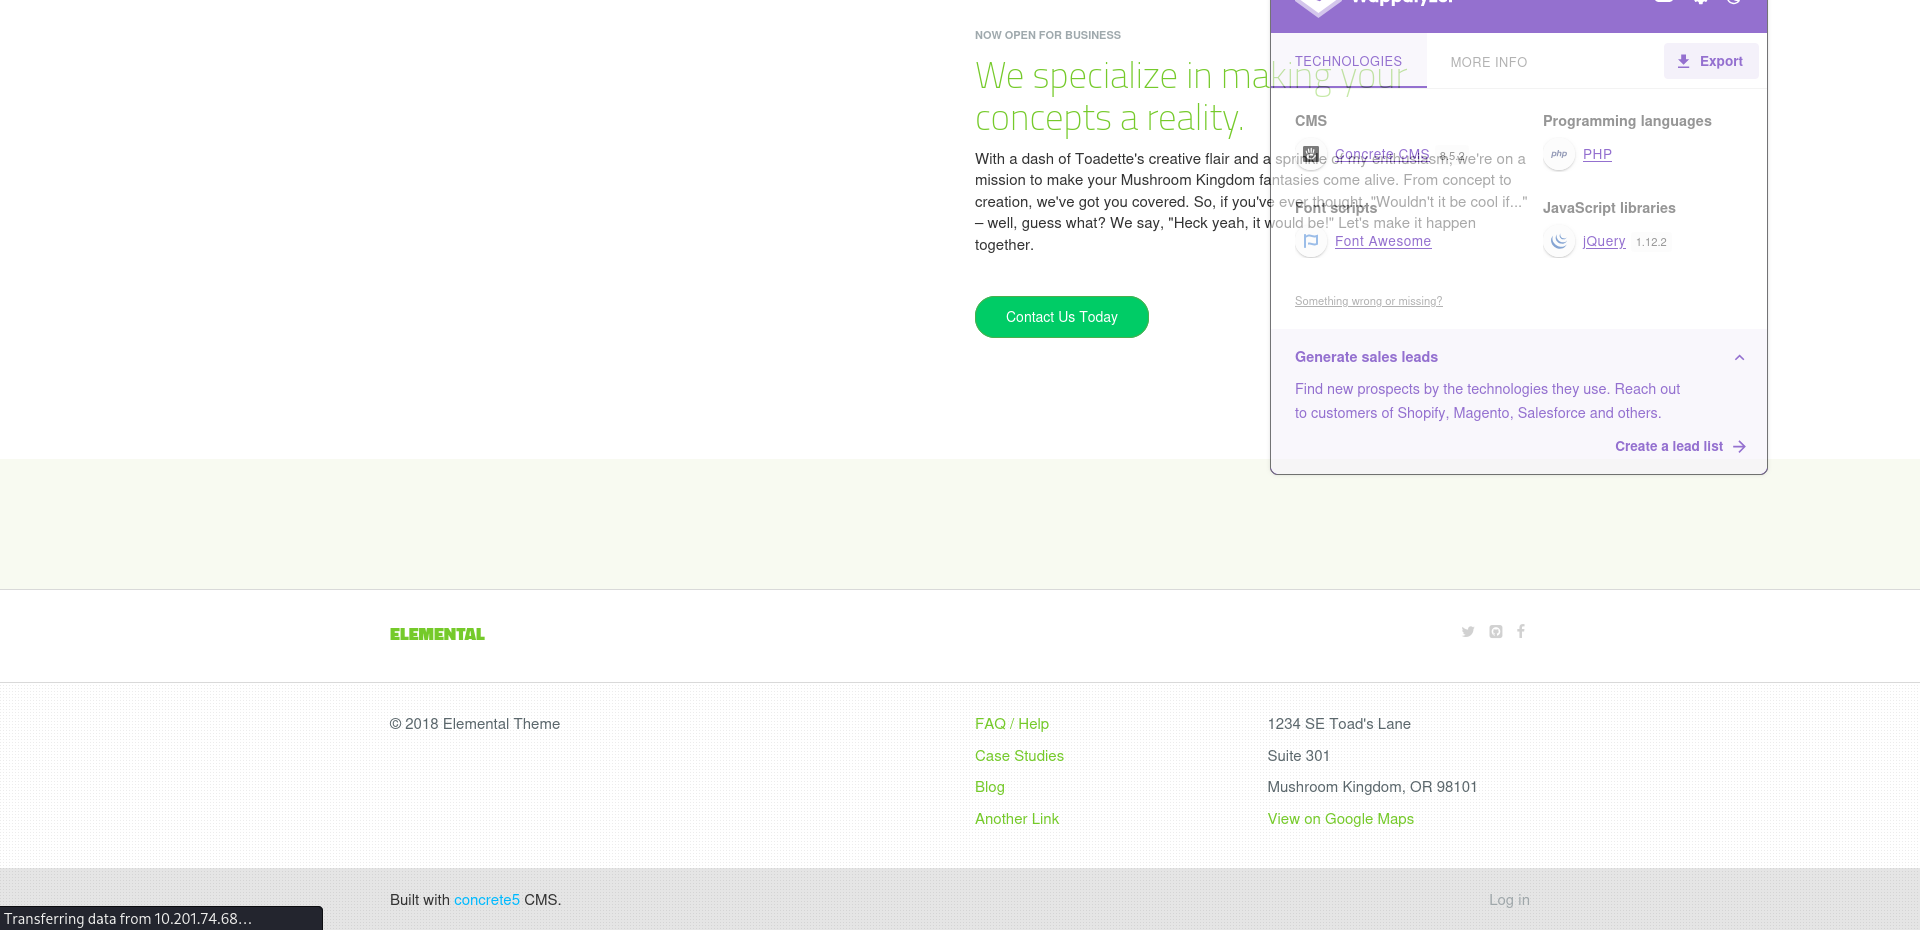 NOW OPEN FOR BUSINESS
We specialize in making your
concepts a reality.
With a dash of Toadette's creative flair and a sprinkle of my enthusiasm, we're on a
mission to make your Mushroom Kingdom fantasies come alive. From concept to
creation, we've got you covered. So, if you've ever thought, "Wouldn't it be cool if..."
– well, guess what? We say, "Heck yeah, it would be!" Let's make it happen
together.
Contact Us Today
Wappalyzer
TECHNOLOGIES
MORE INFO
Export
CMS
Concrete CMS 8.5.2
Programming languages
php PHP
Font scripts
Font Awesome
JavaScript libraries
jQuery 1.12.2
Something wrong or missing?
Generate sales leads
Find new prospects by the technologies they use. Reach out
to customers of Shopify, Magento, Salesforce and others.
Create a lead list
ELEMENTAL
© 2018 Elemental Theme
FAQ / Help
Case Studies
Blog
Another Link
1234 SE Toad's Lane
Suite 301
Mushroom Kingdom, OR 98101
View on Google Maps
Built with concrete5 CMS.
Log in
Transferring data from 10.201.74.68…